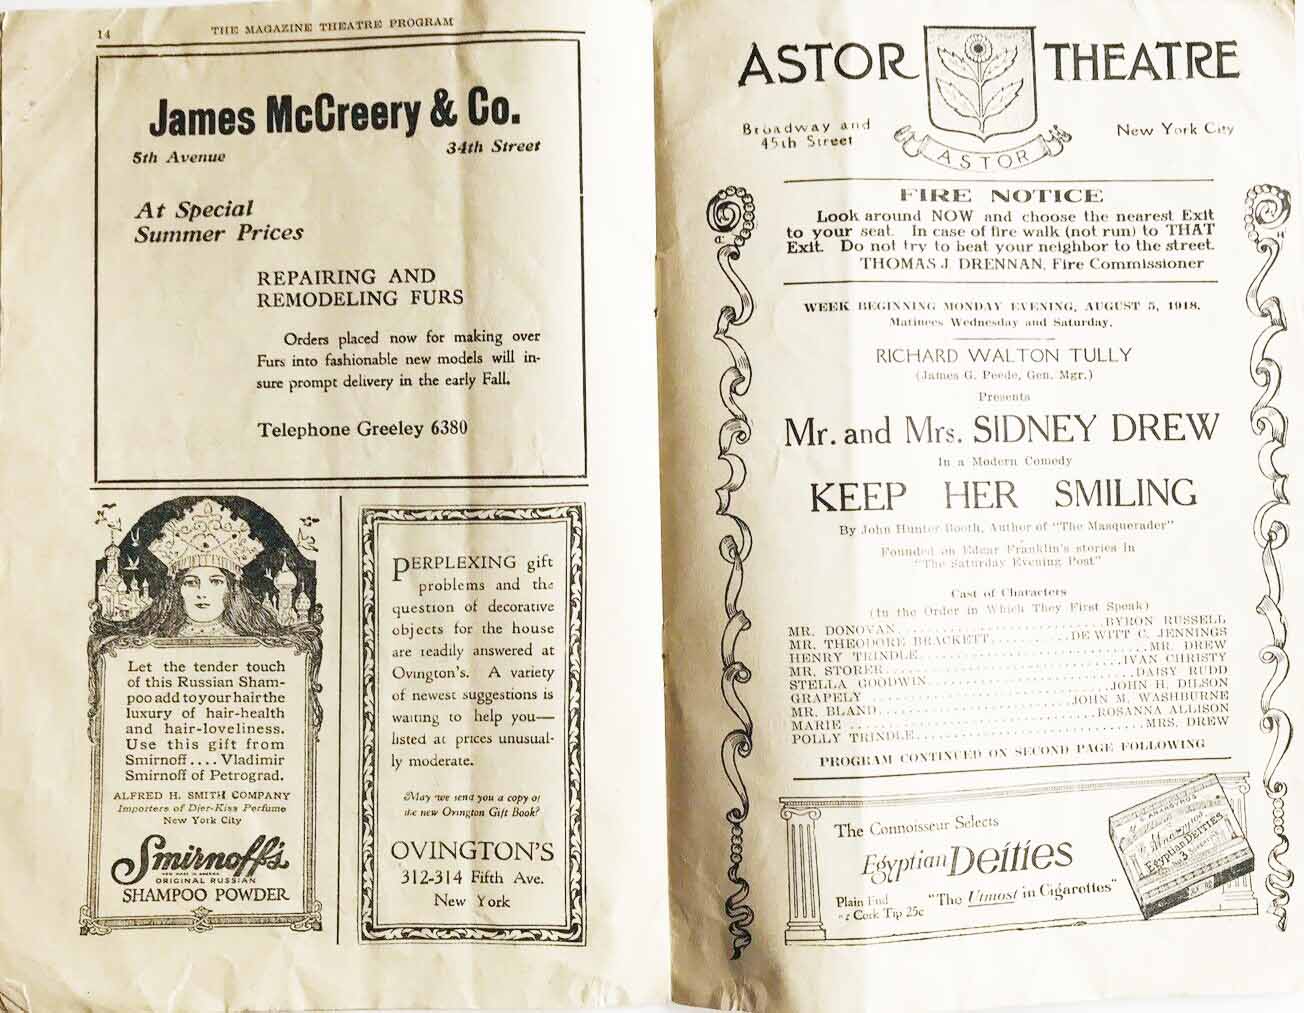 14
THE MAGAZINE THEATRE PROGRAM
James McCreery & Co.
5th Avenue
34th Street
At Special
Summer Prices
REPAIRING AND
REMODELING FURS
Orders placed now for making over
Furs into fashionable new models will in-
sure prompt delivery in the early Fall.
Telephone Greeley 6380
Let the tender touch
of this Russian Sham-
poo add to your hair the
luxury of hair-health
and hair-loveliness.
Use this gift from
Smirnoff .... Vladimir
Smirnoff of Petrograd.
ALFRED H. SMITH COMPANY
Importers of Djer-Kiss Perfume
New York City
Smirnoff's
NOW MADE IN AMERICA
ORIGINAL RUSSIAN
SHAMPOO POWDER
PERPLEXING gift
problems and the
question of decorative
objects for the house
are readily answered at
Ovington's. A variety
of newest suggestions is
waiting to help you—
listed at prices unusual-
ly moderate.
May we send you a copy of
the new Ovington Gift Book?
OVINGTON'S
312-314 Fifth Ave.
New York
ASTOR THEATRE
ASTOR
Broadway and
45th Street
New York City
FIRE NOTICE
Look around NOW and choose the nearest Exit
to your seat. In case of fire walk (not run) to THAT
Exit. Do not try to beat your neighbor to the street.
THOMAS J. DRENNAN, Fire Commissioner
WEEK BEGINNING MONDAY EVENING, AUGUST 5, 1918.
Matinees Wednesday and Saturday.
RICHARD WALTON TULLY
(James G. Peede, Gen. Mgr.)
Presents
Mr. and Mrs. SIDNEY DREW
In a Modern Comedy
KEEP HER SMILING
By John Hunter Booth, Author of "The Masquerader"
Founded on Edgar Franklin's stories in
"The Saturday Evening Post"
Cast of Characters
(In the Order in Which They First Speak)
MR. DONOVAN..............................BYRON RUSSELL
MR. THEODORE BRACKETT..........DE WITT C. JENNINGS
HENRY TRINDLE..............................MR. DREW
MR. STORER..............................IVAN CHRISTY
STELLA GOODWIN..............................DAISY RUDD
GRAPELY..............................JOHN H. DILSON
MR. BLAND..............................JOHN M. WASHBURNE
MARIE..............................ROSANNA ALLISON
POLLY TRINDLE..............................MRS. DREW
PROGRAM CONTINUED ON SECOND PAGE FOLLOWING
The Connoisseur Selects
Egyptian Deities
Plain End
or Cork Tip 25c
"The Utmost in Cigarettes"
Egyptian DEITIES